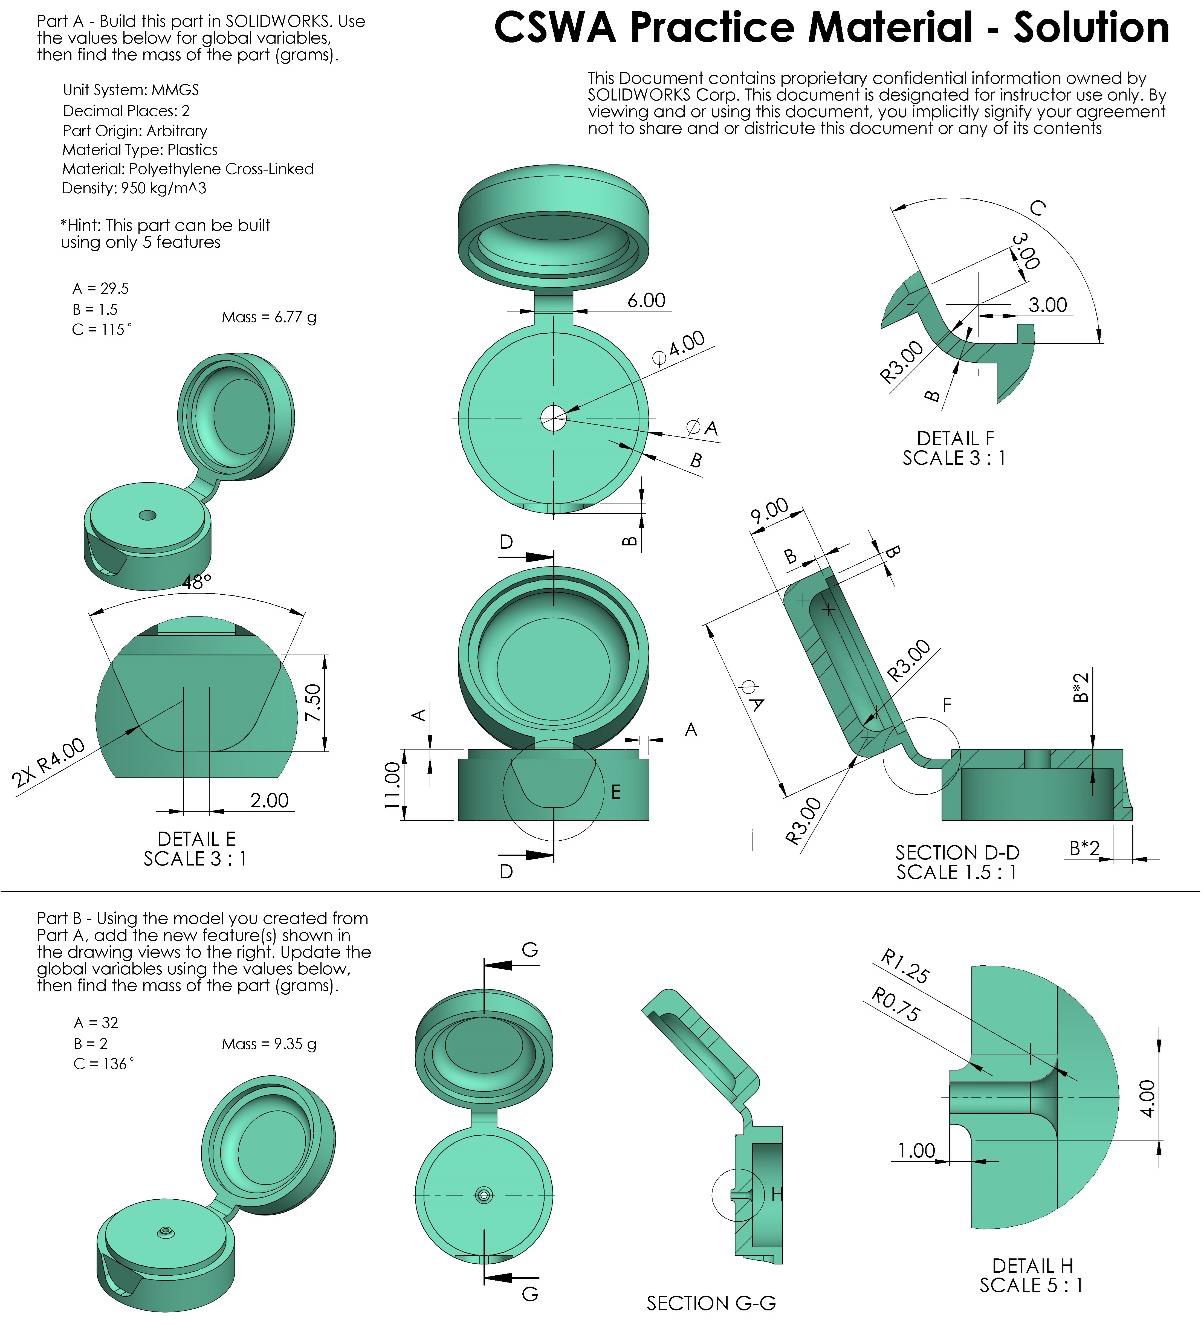 Part A - Build this part in SOLIDWORKS. Use
the values below for global variables,
then find the mass of the part (grams).
Unit System: MMGS
Decimal Places: 2
Part Origin: Arbitrary
Material Type: Plastics
Material: Polyethylene Cross-Linked
Density: 950 kg/m^3
*Hint: This part can be built
using only 5 features
A = 29.5
B = 1.5
C = 115°
Mass = 6.77 g
CSWA Practice Material - Solution
This Document contains proprietary confidential information owned by
SOLIDWORKS Corp. This document is designated for instructor use only. By
viewing and or using this document, you implicitly signify your agreement
not to share and or districute this document or any of its contents
6.00
∅4.00
∅A
B
B
C
3.00
3.00
R3.00
B
DETAIL F
SCALE 3 : 1
48°
7.50
2X R4.00
2.00
DETAIL E
SCALE 3 : 1
D
A
A
11.00
E
D
9.00
B
B
R3.00
∅A
F
B*2
R3.00
B*2
SECTION D-D
SCALE 1.5 : 1
Part B - Using the model you created from
Part A, add the new feature(s) shown in
the drawing views to the right. Update the
global variables using the values below,
then find the mass of the part (grams).
A = 32
B = 2
C = 136°
Mass = 9.35 g
G
G
H
SECTION G-G
R1.25
R0.75
4.00
1.00
DETAIL H
SCALE 5 : 1